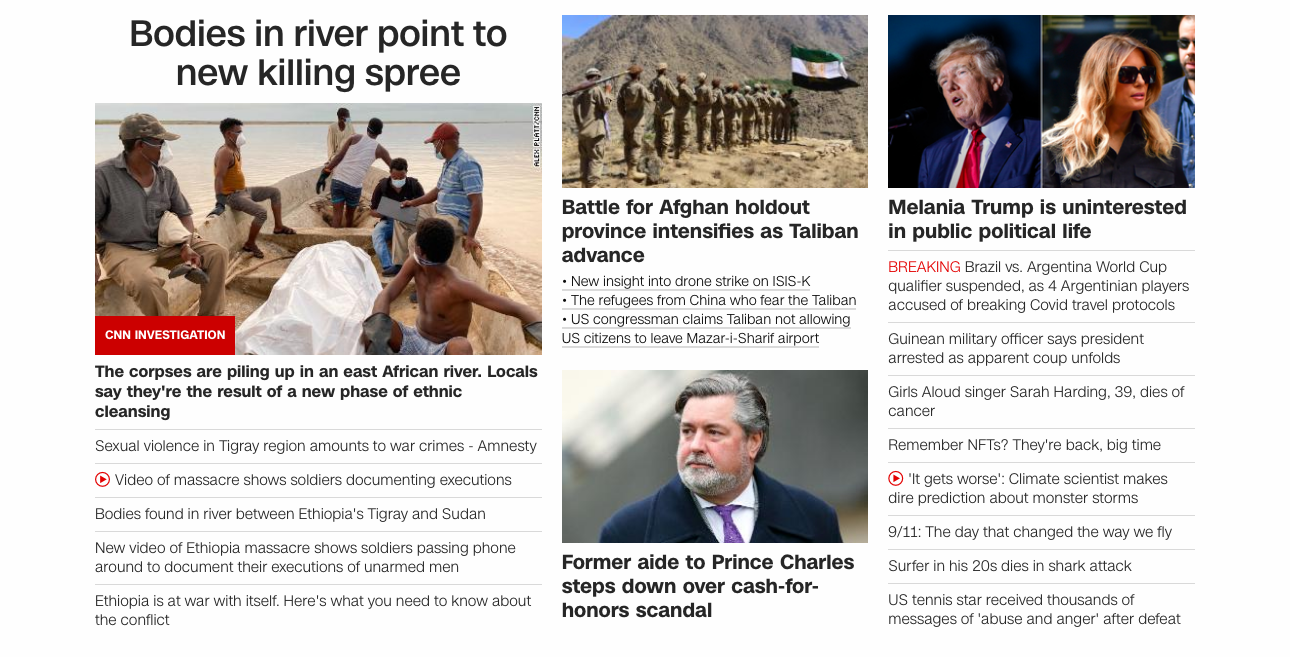 Bodies in river point to
new killing spree
ALEX PLATT/CNN
CNN INVESTIGATION
The corpses are piling up in an east African river. Locals
say they're the result of a new phase of ethnic
cleansing
Sexual violence in Tigray region amounts to war crimes - Amnesty
Video of massacre shows soldiers documenting executions
Bodies found in river between Ethiopia's Tigray and Sudan
New video of Ethiopia massacre shows soldiers passing phone
around to document their executions of unarmed men
Ethiopia is at war with itself. Here's what you need to know about
the conflict
Battle for Afghan holdout
province intensifies as Taliban
advance
• New insight into drone strike on ISIS-K
• The refugees from China who fear the Taliban
• US congressman claims Taliban not allowing
US citizens to leave Mazar-i-Sharif airport
Former aide to Prince Charles
steps down over cash-for-
honors scandal
Melania Trump is uninterested
in public political life
BREAKING Brazil vs. Argentina World Cup
qualifier suspended, as 4 Argentinian players
accused of breaking Covid travel protocols
Guinean military officer says president
arrested as apparent coup unfolds
Girls Aloud singer Sarah Harding, 39, dies of
cancer
Remember NFTs? They're back, big time
'It gets worse': Climate scientist makes
dire prediction about monster storms
9/11: The day that changed the way we fly
Surfer in his 20s dies in shark attack
US tennis star received thousands of
messages of 'abuse and anger' after defeat